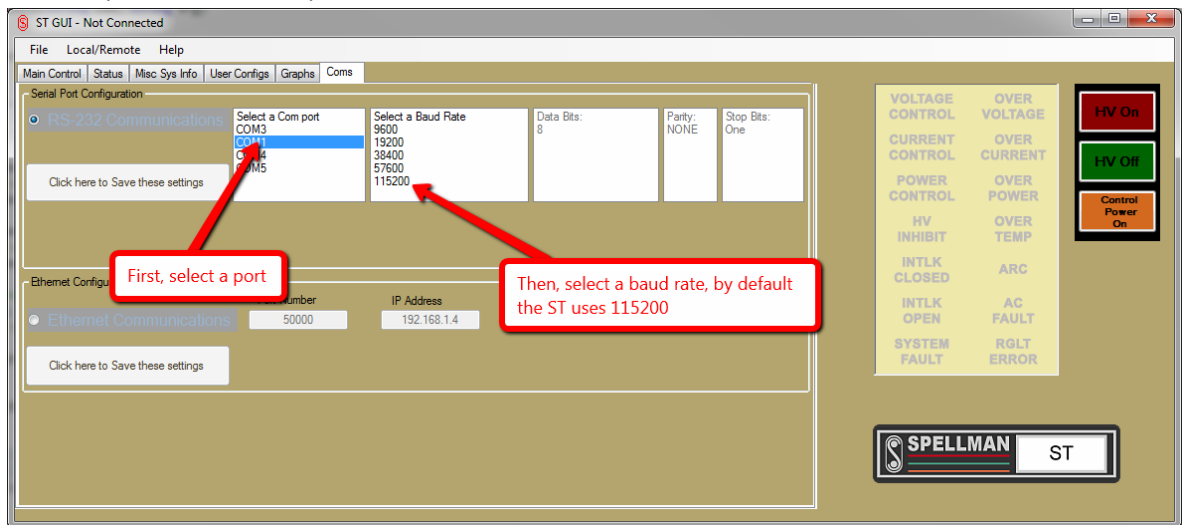 ST GUI - Not Connected
File Local/Remote Help
Main Control Status Misc Sys Info User Configs Graphs Coms
Serial Port Configuration
RS-232 Communications
Select a Com port
COM3
COM1
COM5
Select a Baud Rate
9600
19200
38400
57600
115200
Data Bits:
8
Parity:
NONE
Stop Bits:
One
Click here to Save these settings
First, select a port
Then, select a baud rate, by default
the ST uses 115200
Ethernet
Ethernet Communications
Number
50000
IP Address
192.168.1.4
Click here to Save these settings
VOLTAGE CONTROL
OVER VOLTAGE
CURRENT CONTROL
OVER CURRENT
POWER CONTROL
OVER POWER
HV INHIBIT
OVER TEMP
INTLK CLOSED
ARC
INTLK OPEN
AC FAULT
SYSTEM FAULT
RGLT ERROR
HV On
HV Off
Control
Power
On
SPELLMAN
ST